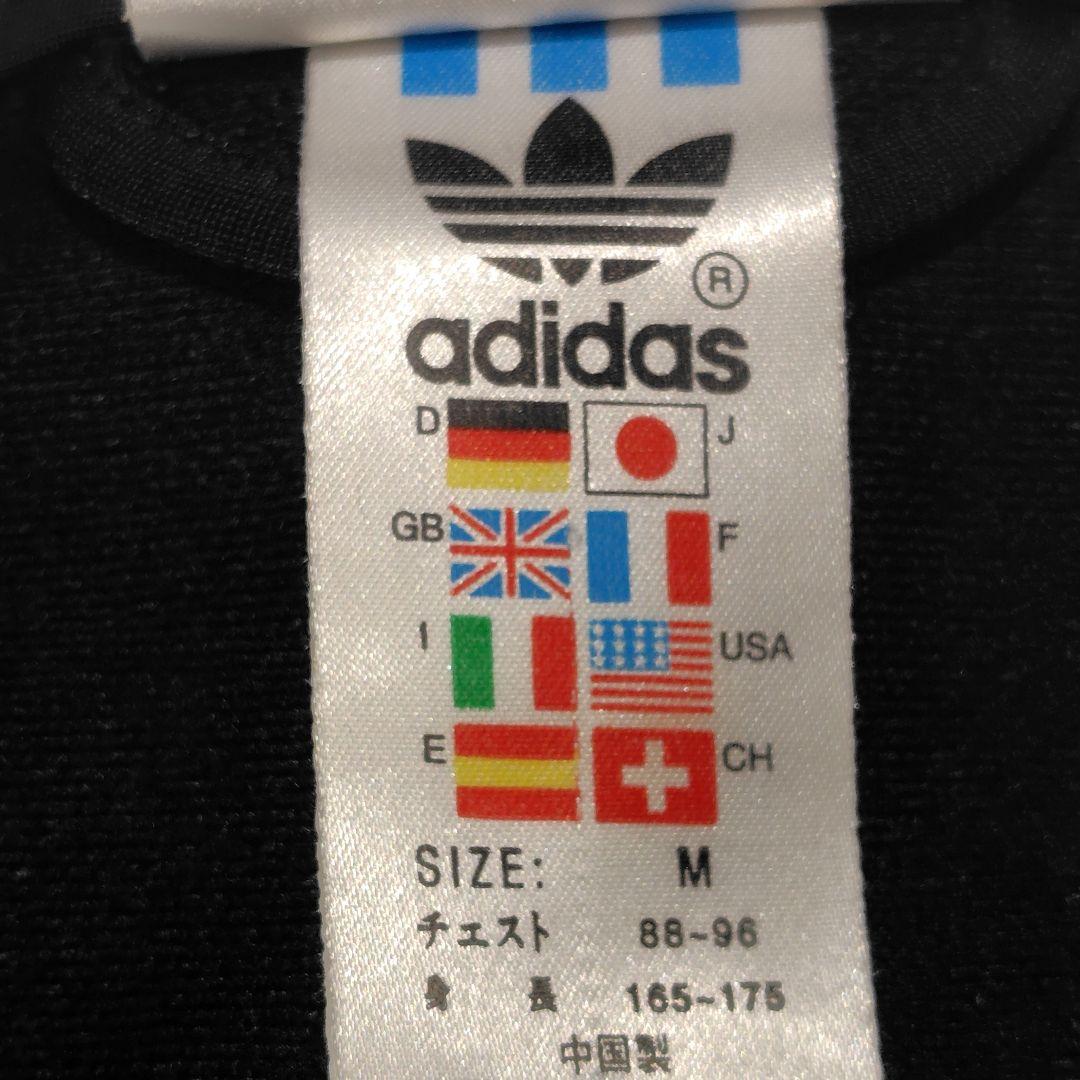 ®
adidas
D J
GB F
I USA
E CH
SIZE: M
チェスト 88~96
身長 165~175
中国製